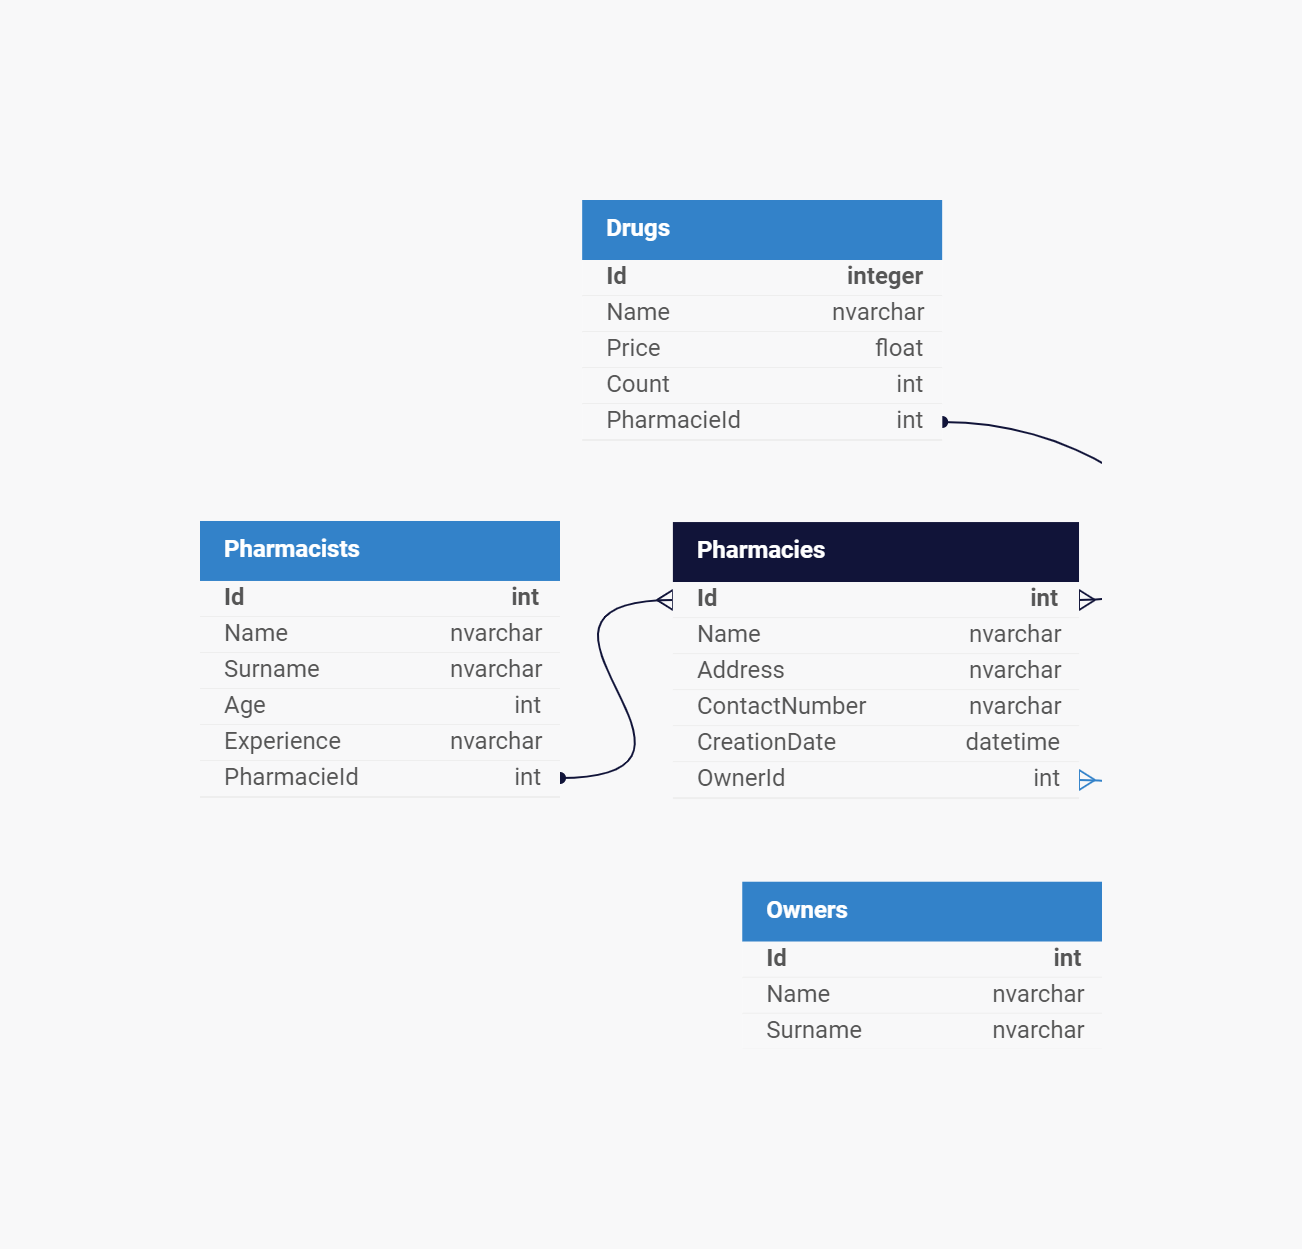 Drugs
Id integer
Name nvarchar
Price float
Count int
PharmacieId int
Pharmacists
Id int
Name nvarchar
Surname nvarchar
Age int
Experience nvarchar
PharmacieId int
Pharmacies
Id int
Name nvarchar
Address nvarchar
ContactNumber nvarchar
CreationDate datetime
OwnerId int
Owners
Id int
Name nvarchar
Surname nvarchar